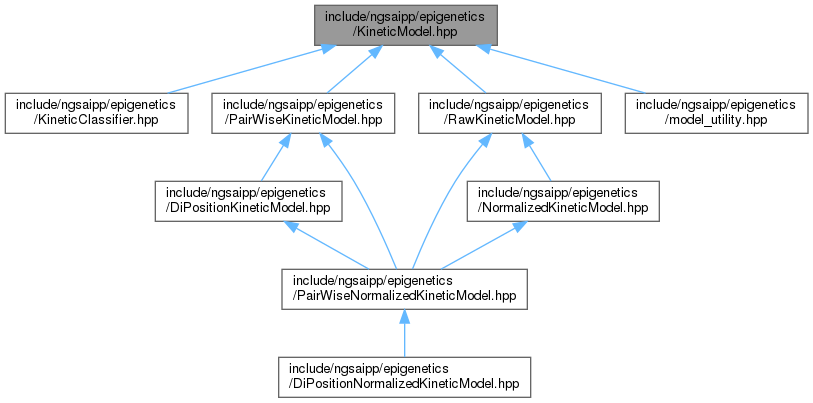 include/ngsaipp/epigenetics
/KineticModel.hpp
include/ngsaipp/epigenetics
/KineticClassifier.hpp
include/ngsaipp/epigenetics
/PairWiseKineticModel.hpp
include/ngsaipp/epigenetics
/RawKineticModel.hpp
include/ngsaipp/epigenetics
/model_utility.hpp
include/ngsaipp/epigenetics
/DiPositionKineticModel.hpp
include/ngsaipp/epigenetics
/NormalizedKineticModel.hpp
include/ngsaipp/epigenetics
/PairWiseNormalizedKineticModel.hpp
include/ngsaipp/epigenetics
/DiPositionNormalizedKineticModel.hpp